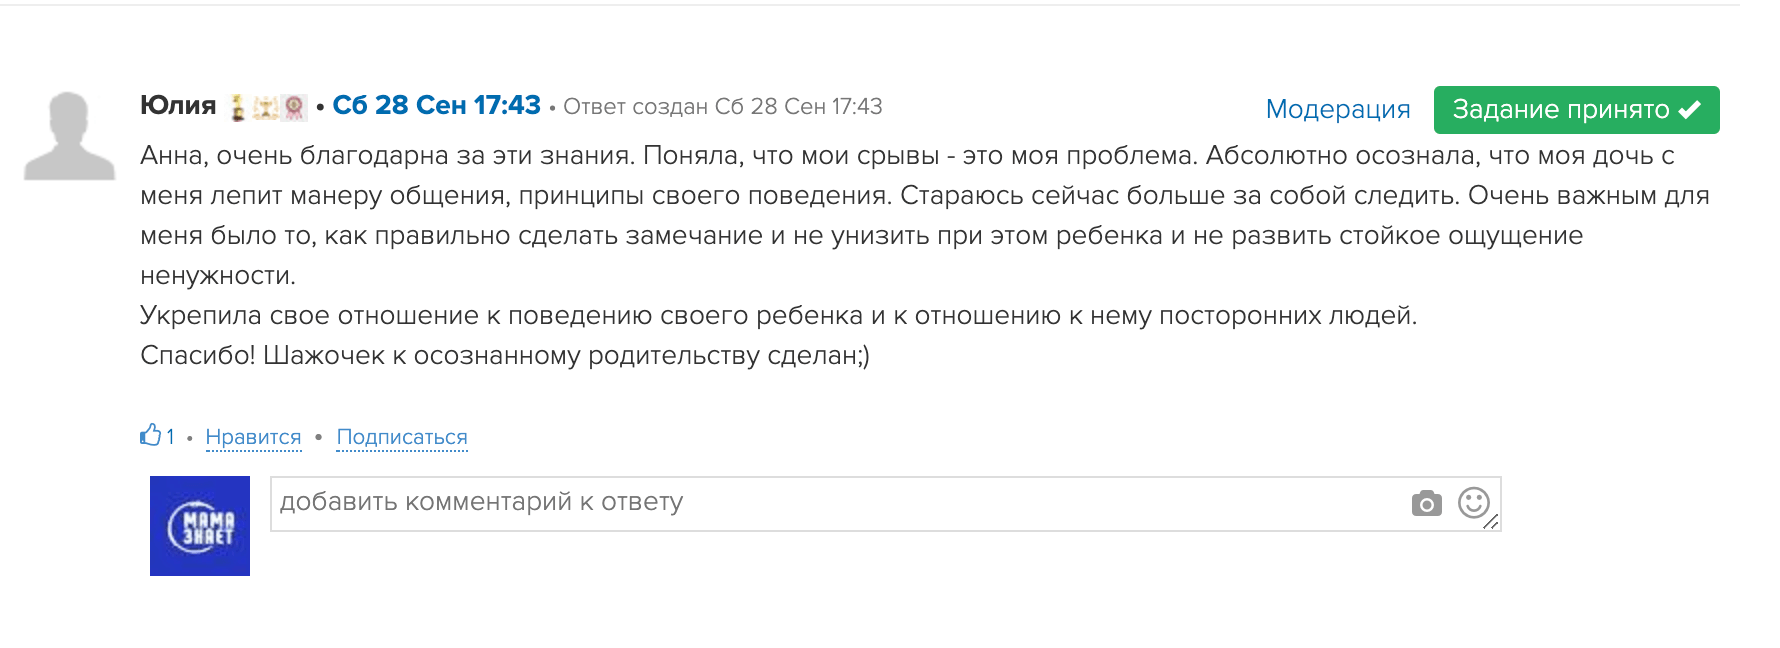 Юлия • Сб 28 Сен 17:43 • Ответ создан Сб 28 Сен 17:43
Модерация
Задание принято
Анна, очень благодарна за эти знания. Поняла, что мои срывы - это моя проблема. Абсолютно осознала, что моя дочь с
меня лепит манеру общения, принципы своего поведения. Стараюсь сейчас больше за собой следить. Очень важным для
меня было то, как правильно сделать замечание и не унизить при этом ребенка и не развить стойкое ощущение
ненужности.
Укрепила свое отношение к поведению своего ребенка и к отношению к нему посторонних людей.
Спасибо! Шажочек к осознанному родительству сделан;)
1 • Нравится • Подписаться
МАМА
ЗНАЕТ
добавить комментарий к ответу